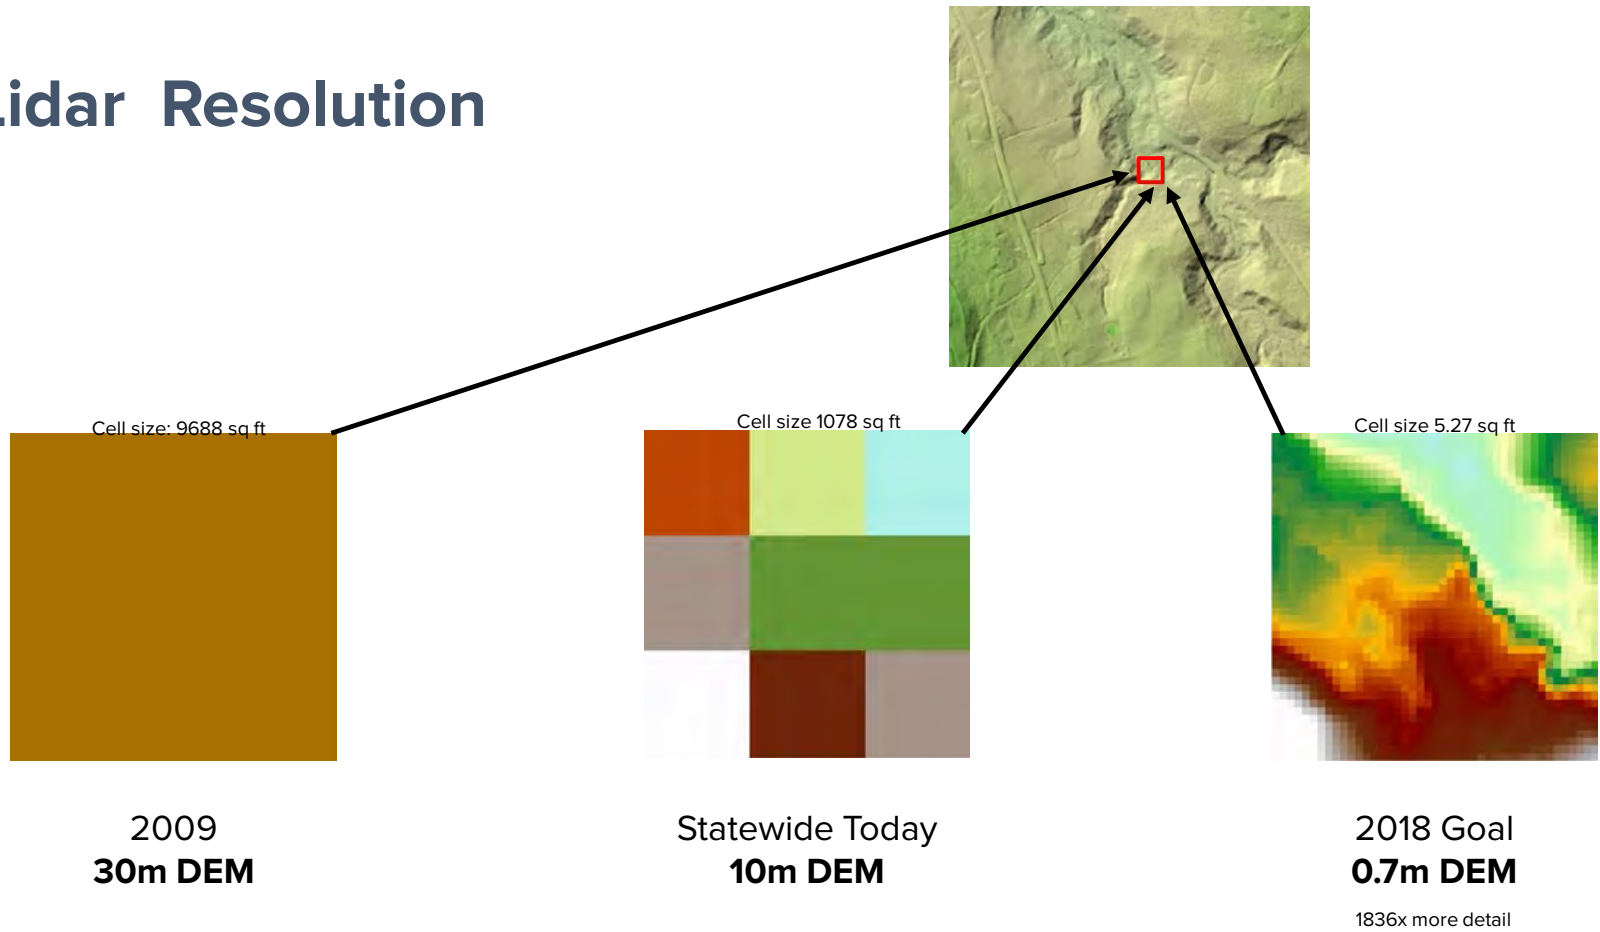 idar Resolution
Cell size: 9688 sq ft
Cell size 1078 sq ft
Cell size 5.27 sq ft
2009
30m DEM
Statewide Today
10m DEM
2018 Goal
0.7m DEM
1836x more detail